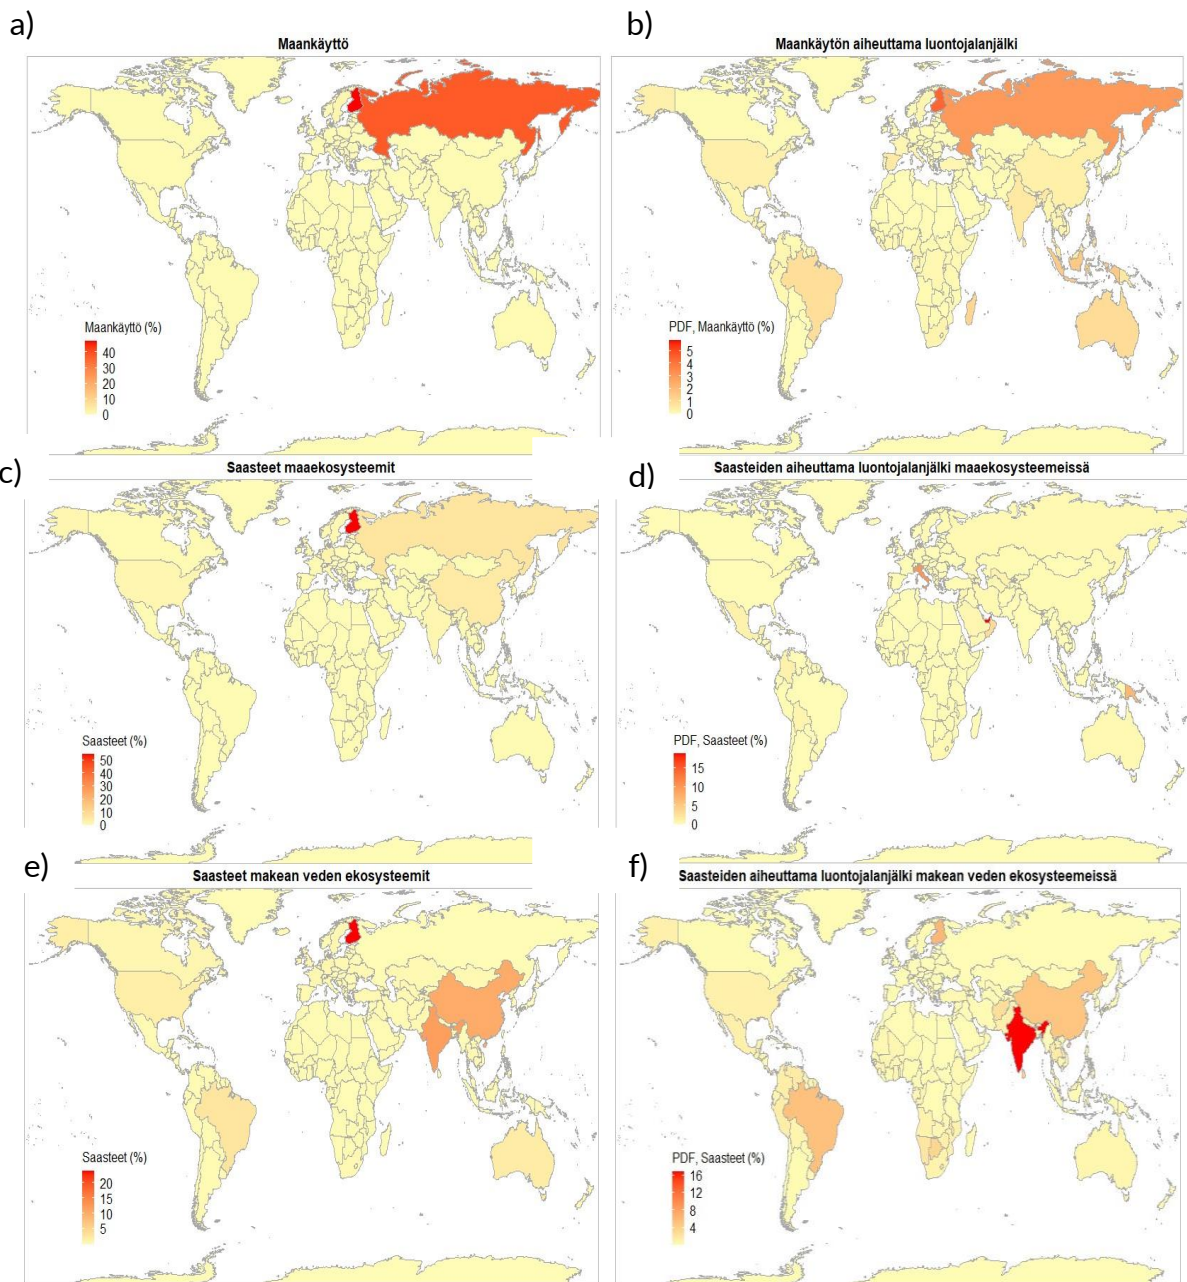 a)
Maankäyttö
Maankäyttö (%)
40
30
20
10
0
b)
Maankäytön aiheuttama luontojalanjälki
PDF, Maankäyttö (%)
5
4
3
2
1
0
c)
Saasteet maaekosysteemit
Saasteet (%)
50
40
30
20
10
0
d)
Saasteiden aiheuttama luontojalanjälki maaekosysteemeissä
PDF, Saasteet (%)
15
10
5
0
e)
Saasteet makean veden ekosysteemit
Saasteet (%)
20
15
10
5
f)
Saasteiden aiheuttama luontojalanjälki makean veden ekosysteemeissä
PDF, Saasteet (%)
16
12
8
4